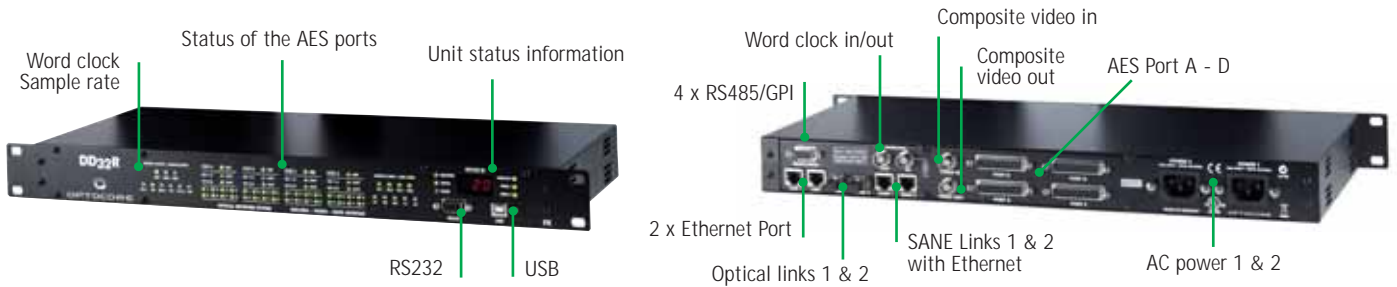 Word clock
Sample rate
Status of the AES ports
Unit status information
DD32R
OPTOCORE
RS232
USB
Composite video in
Word clock in/out
Composite
video out
AES Port A - D
4 x RS485/GPI
2 x Ethernet Port
Optical links 1 & 2
SANE Links 1 & 2
with Ethernet
AC power 1 & 2